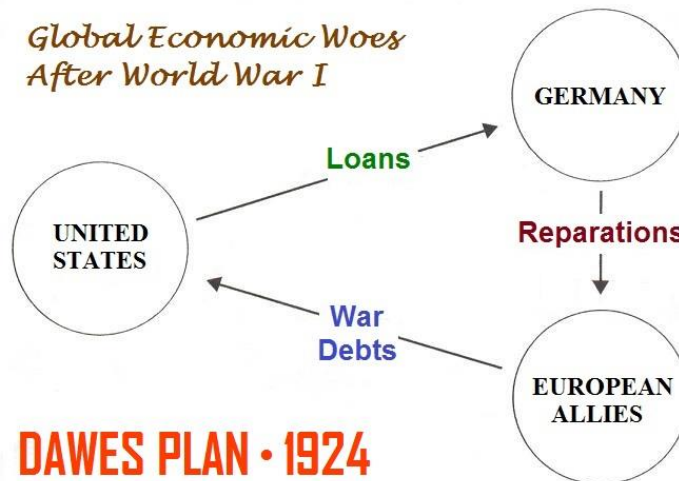 Global Economic Woes
After World War I
GERMANY
Loans
UNITED
STATES
Reparations
War
Debts
EUROPEAN
ALLIES
DAWES PLAN • 1924